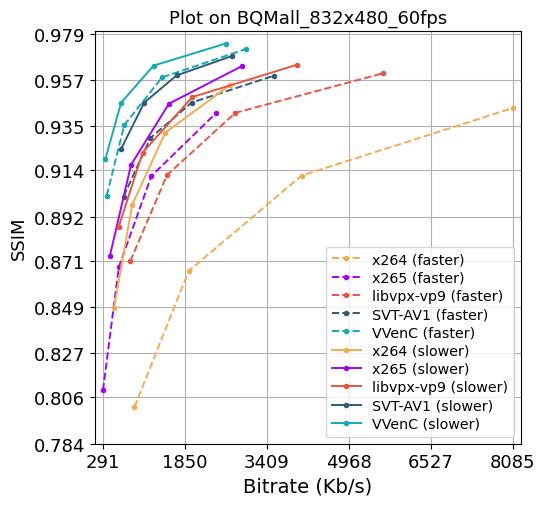 Plot on BQMall_832x480_60fps
0.979
0.957
0.935
0.914
0.892
0.871
0.849
0.827
0.806
0.784
SSIM
x264 (faster)
x265 (faster)
libvpx-vp9 (faster)
SVT-AV1 (faster)
VVenC (faster)
x264 (slower)
x265 (slower)
libvpx-vp9 (slower)
SVT-AV1 (slower)
VVenC (slower)
291 1850 3409 4968 6527 8085
Bitrate (Kb/s)